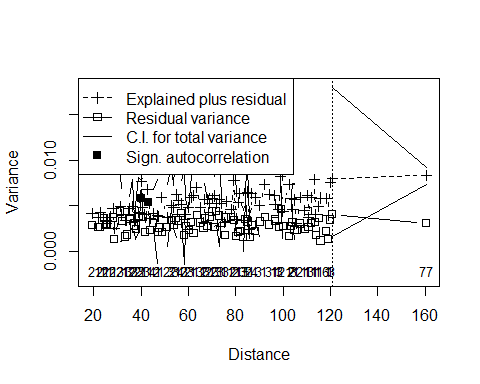 Explained plus residual
Residual variance
C.I. for total variance
Sign. autocorrelation
Variance
0.010
0.000
77
20 40 60 80 100 120 140 160
Distance